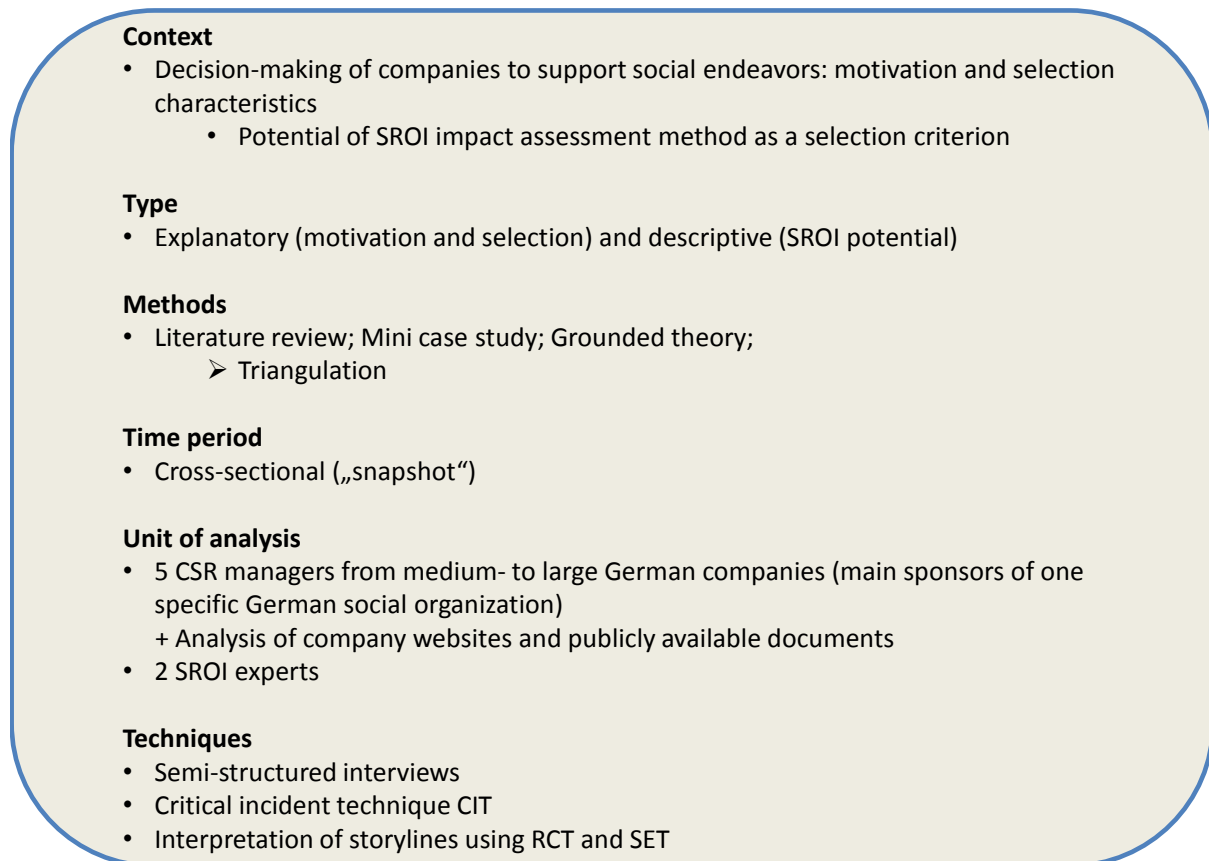 Context
• Decision-making of companies to support social endeavors: motivation and selection
characteristics
• Potential of SROI impact assessment method as a selection criterion
Type
• Explanatory (motivation and selection) and descriptive (SROI potential)
Methods
• Literature review; Mini case study; Grounded theory;
➢ Triangulation
Time period
• Cross-sectional („snapshot“)
Unit of analysis
• 5 CSR managers from medium- to large German companies (main sponsors of one
specific German social organization)
+ Analysis of company websites and publicly available documents
• 2 SROI experts
Techniques
• Semi-structured interviews
• Critical incident technique CIT
• Interpretation of storylines using RCT and SET